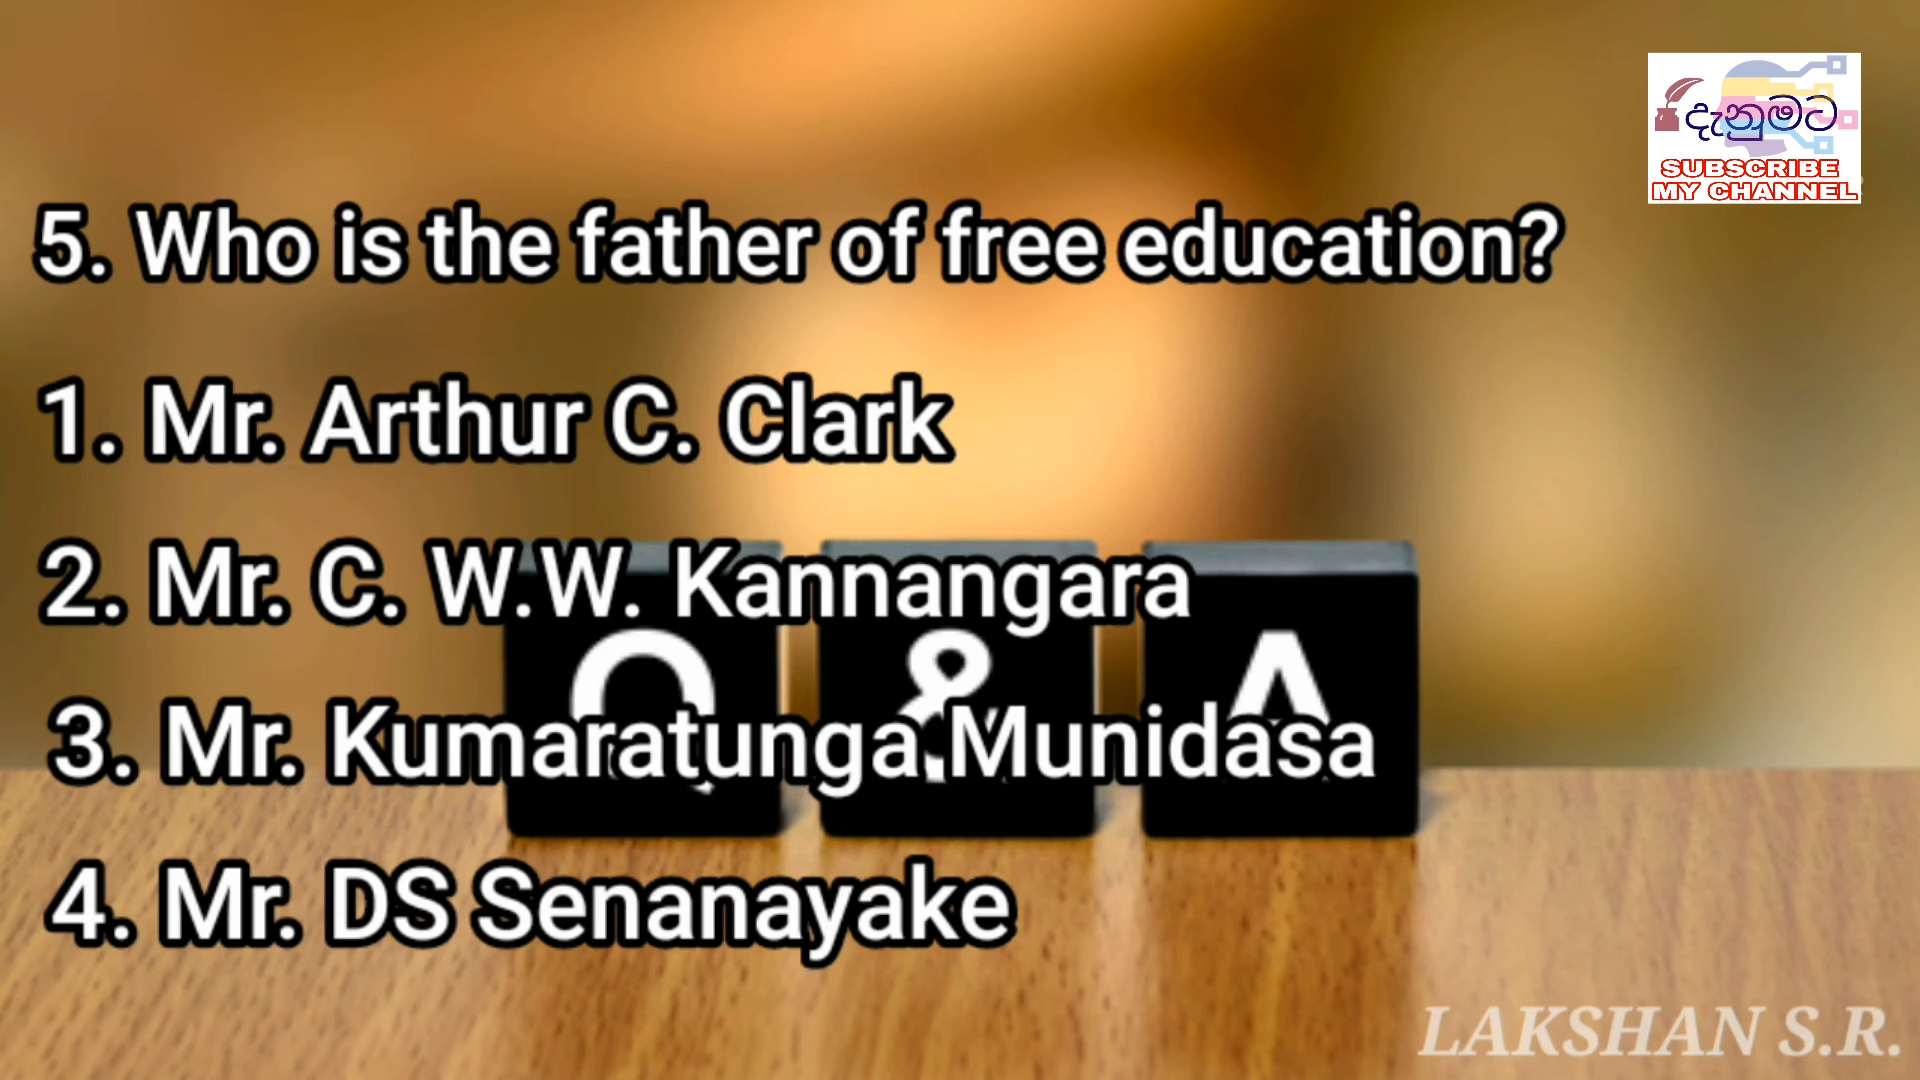 දැනුමට
SUBSCRIBE
MY CHANNEL
5. Who is the father of free education?
1. Mr. Arthur C. Clark
2. Mr. C. W.W. Kannangara
3. Mr. Kumaratunga Munidasa
4. Mr. DS Senanayake
Q & A
LAKSHAN S.R.